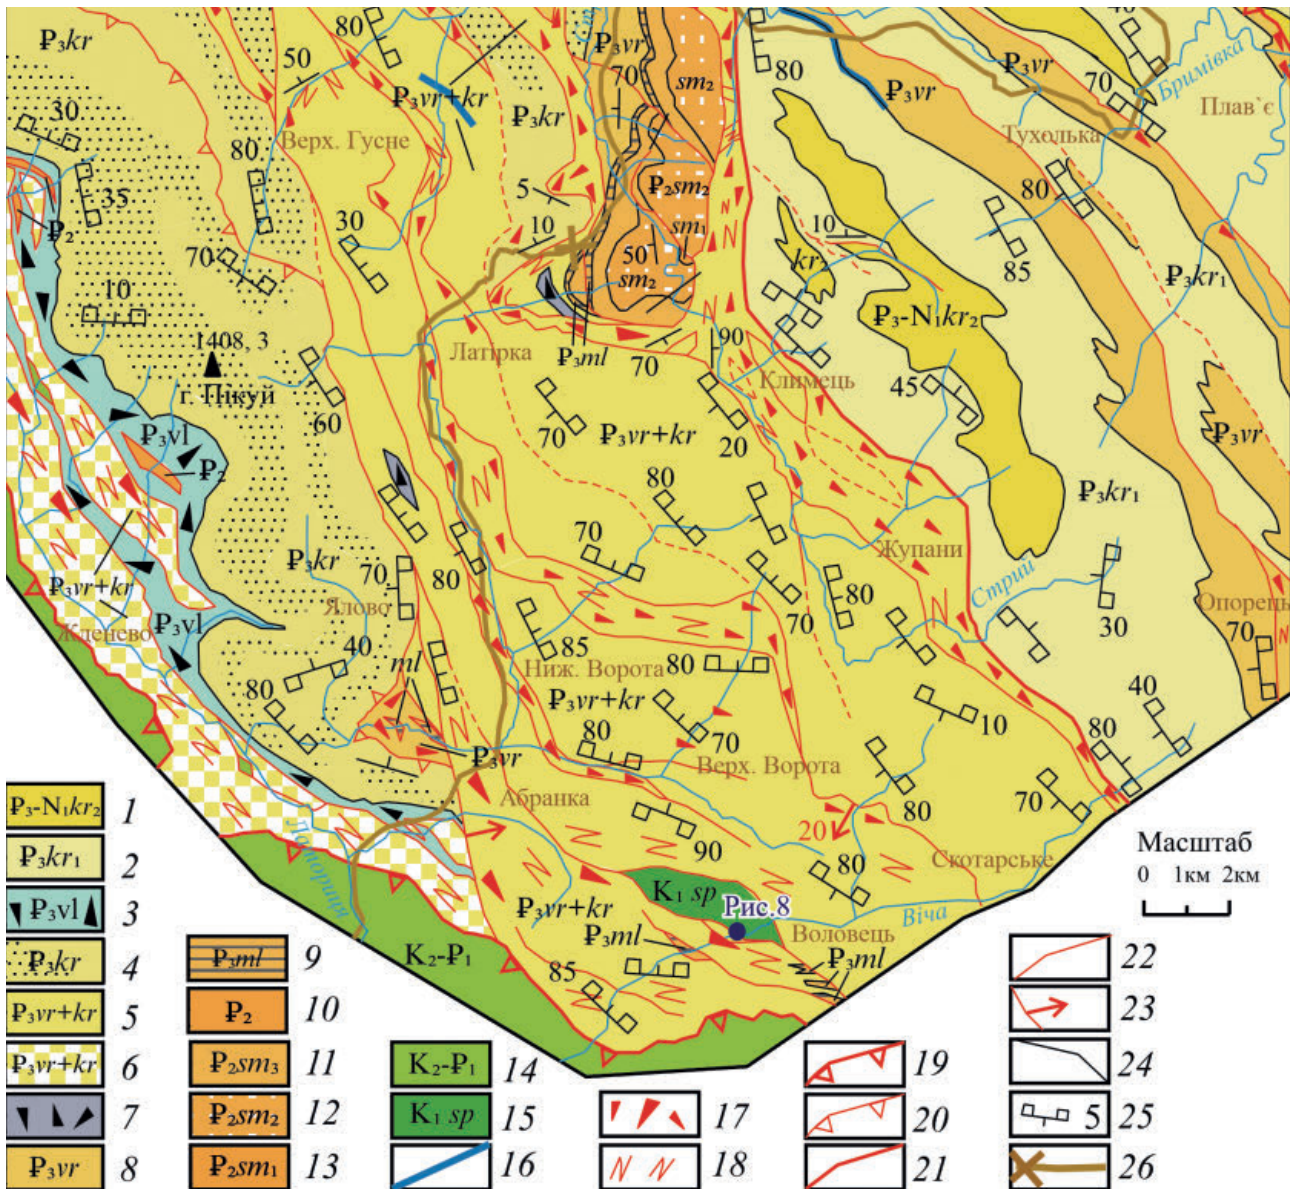 ₽₃kr
80
50
₽₃vr+kr
₽₃kr
₽₃vr
70
sm₂
80
₽₃vr
₽₃vr
40
70
Бримівка
Плав`є
30
Верх. Гусне
80
Тухолька
35
₽₂
5
₽₂sm₂
80
10
30
sm₁
10
85
70
50
sm₂
kr₂
₽₃kr₁
10
₽₃-N₁kr₂
1408, 3
г. Пікуй
Латірка
₽₃ml
70
90
Климець
60
45
₽₃vl
₽₂
70
₽₃vr+kr
20
₽₃vr
80
₽₃kr₁
₽₃kr
70
Жупани
₽₃vr+kr
70
80
Стрий
Ялово
₽₃vl
Жденево
70
80
30
Опорець
85
70
40
ml
Ниж. Ворота
80
80
₽₃vr+kr
10
40
80
70
80
₽₃vr
Верх. Ворота
Абранка
80
70
₽₃-N₁kr₂ 1
20
Масштаб
Латориця
90
Скотарське
₽₃kr₁ 2
80
0 1км 2км
K₁ sp
₽₃vl 3
₽₃vr+kr
Рис.8
Віча
₽₃ml
Воловець
₽₃kr 4
₽₃ml 9
K₂-₽₁
85
₽₃ml
22
₽₃vr+kr 5
₽₂ 10
23
₽₃vr+kr 6
₽₂sm₃ 11
K₂-₽₁ 14
19
24
7
₽₂sm₂ 12
K₁ sp 15
17
20
5 25
₽₃vr 8
₽₂sm₁ 13
16
18
21
26